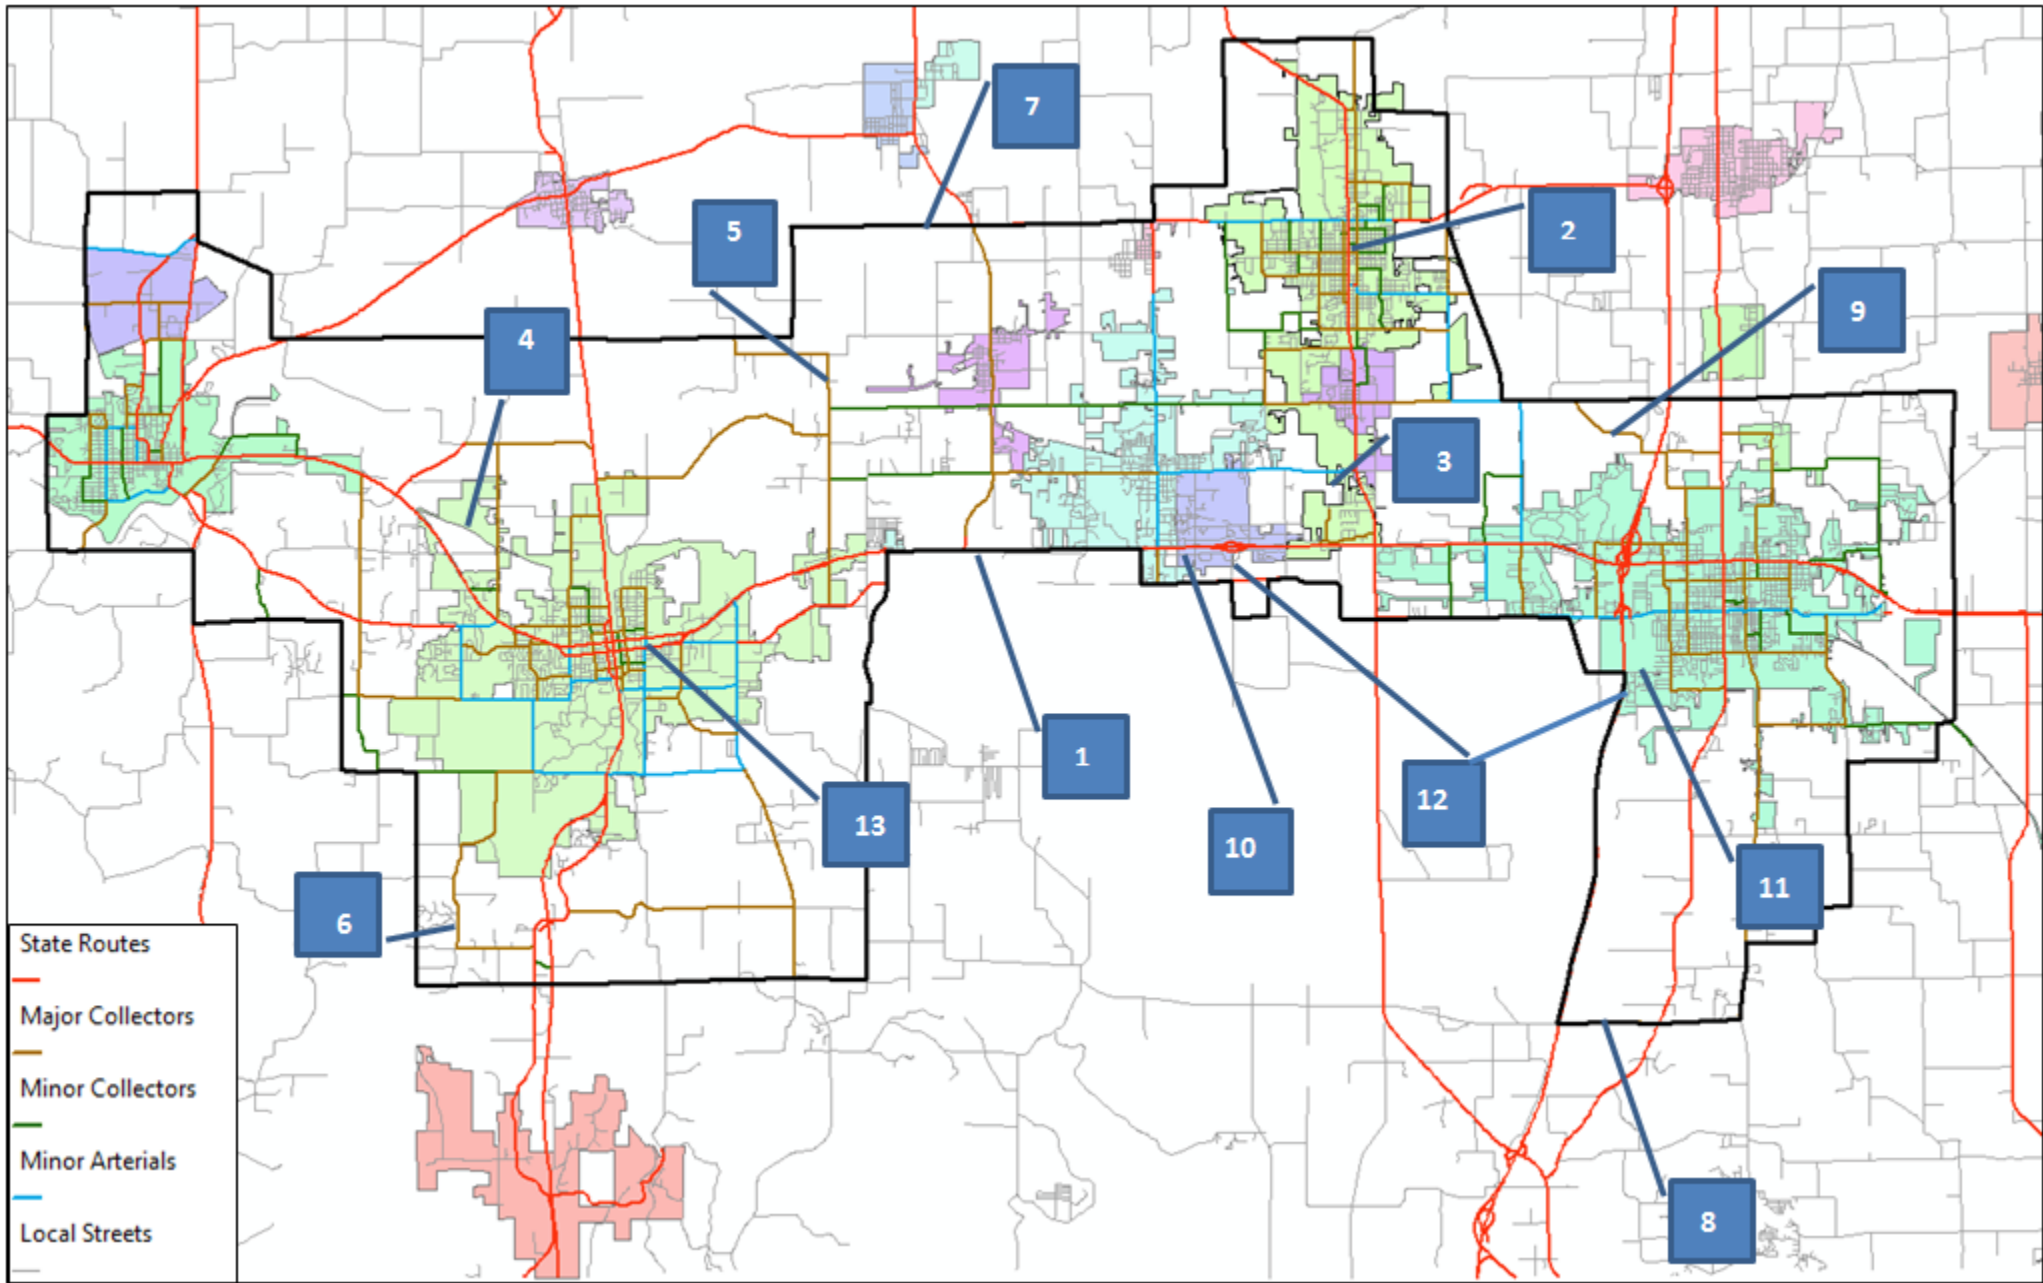 7
5
2
9
4
3
1
12
13
10
11
6
8
State Routes
Major Collectors
Minor Collectors
Minor Arterials
Local Streets